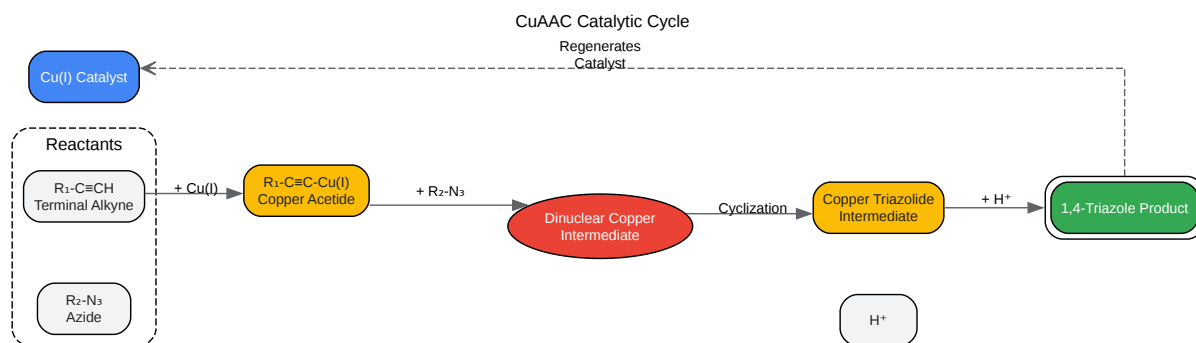 CuAAC Catalytic Cycle
Regenerates
Catalyst
Cu(I) Catalyst
Reactants
R₁-C≡CH
Terminal Alkyne
+ Cu(I)
R₁-C≡C-Cu(I)
Copper Acetide
+ R₂-N₃
Dinuclear Copper
Intermediate
Cyclization
Copper Triazolide
Intermediate
+ H⁺
1,4-Triazole Product
R₂-N₃
Azide
H⁺